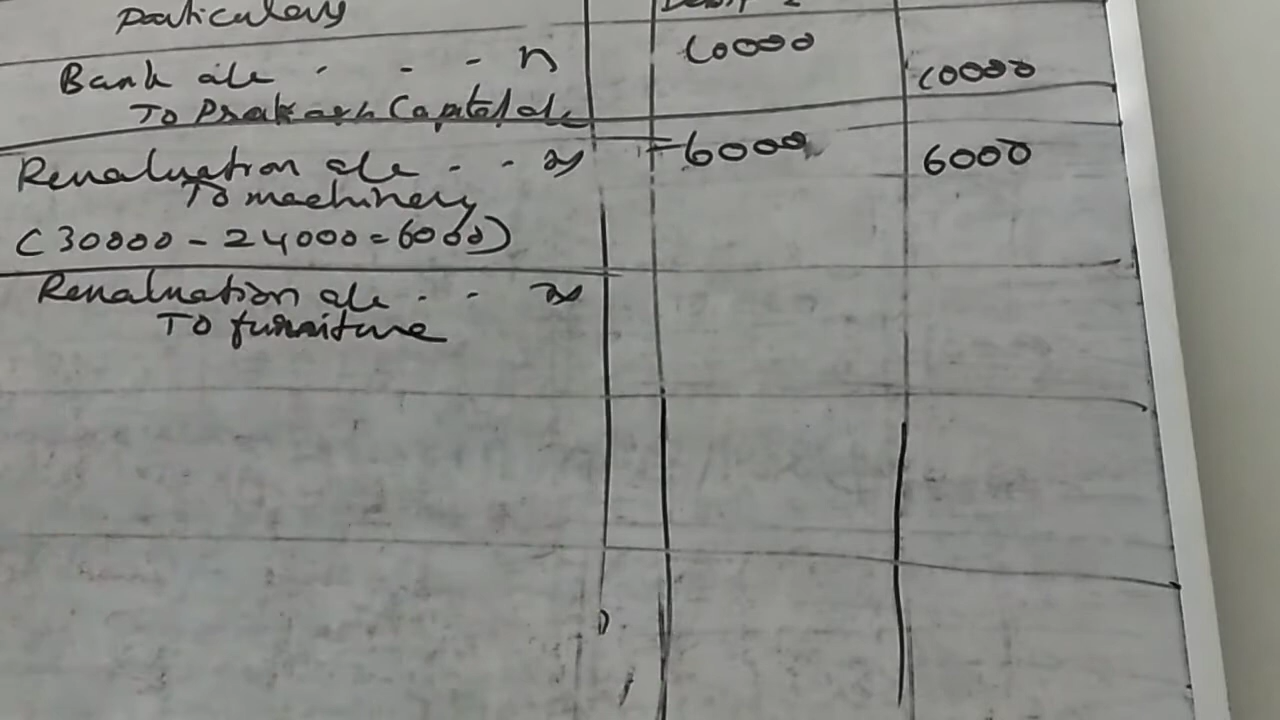 Particulars
Bank a/c . - - Dr 10000
To Prakash Capital a/c 10000
Revaluation a/c . - Dr 6000 6000
To machinery
(30000 - 24000 = 6000)
Revaluation a/c . - Dr
To furniture